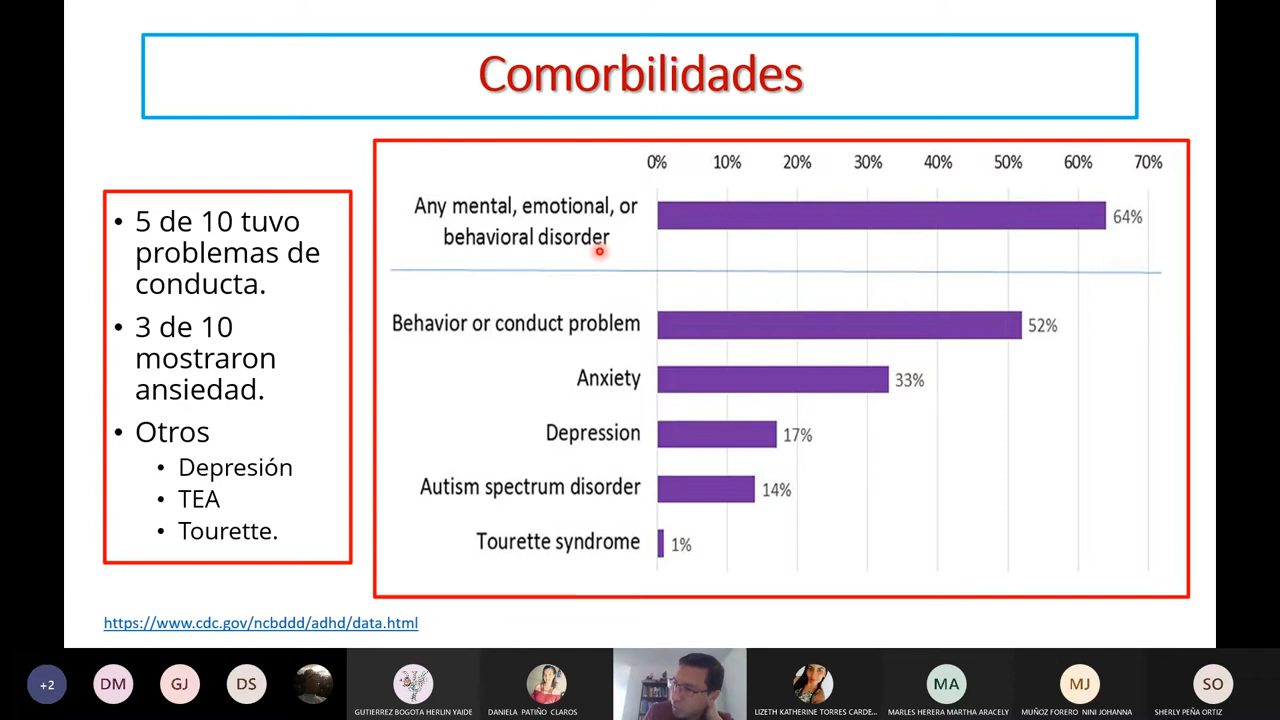 Comorbilidades
• 5 de 10 tuvo
problemas de
conducta.
• 3 de 10
mostraron
ansiedad.
• Otros
• Depresión
• TEA
• Tourette.
0% 10% 20% 30% 40% 50% 60% 70%
Any mental, emotional, or
behavioral disorder
64%
Behavior or conduct problem 52%
Anxiety 33%
Depression 17%
Autism spectrum disorder 14%
Tourette syndrome 1%
https://www.cdc.gov/ncbddd/adhd/data.html
+2 DM GJ DS MA MJ SO
GUTIERREZ BOGOTA HERLIN YAIDE
DANIELA PATIÑO CLAROS
LIZETH KATHERINE TORRES CARDE...
MARLES HERERA MARTHA ARACELY
MUÑOZ FORERO NINI JOHANNA
SHERLY PEÑA ORTIZ